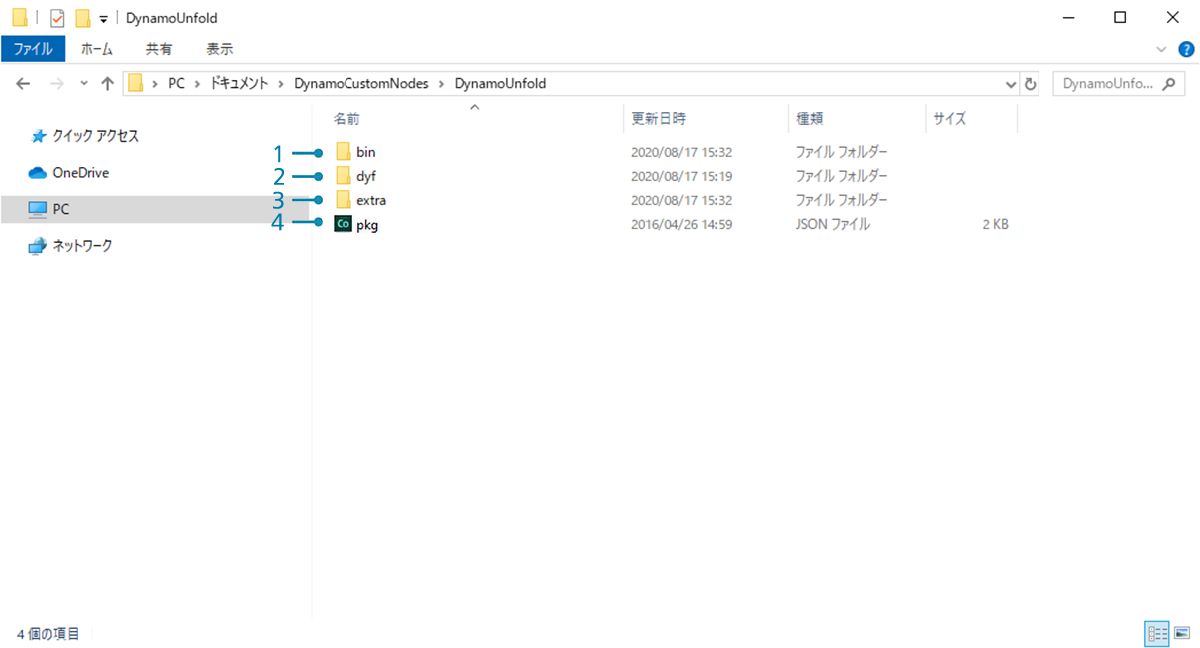 DynamoUnfold
ファイル ホーム 共有 表示
PC ドキュメント DynamoCustomNodes DynamoUnfold DynamoUnfo...
名前 更新日時 種類 サイズ
クイック アクセス
OneDrive
PC
ネットワーク
1 bin 2020/08/17 15:32 ファイル フォルダー
2 dyf 2020/08/17 15:19 ファイル フォルダー
3 extra 2020/08/17 15:32 ファイル フォルダー
4 Co pkg 2016/04/26 14:59 JSON ファイル 2 KB
4 個の項目